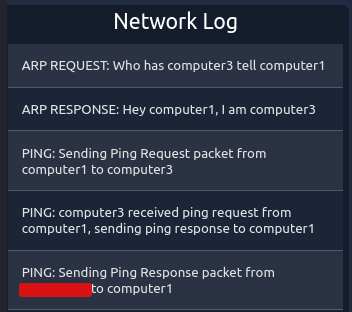 Network Log
ARP REQUEST: Who has computer3 tell computer1
ARP RESPONSE: Hey computer1, I am computer3
PING: Sending Ping Request packet from
computer1 to computer3
PING: computer3 received ping request from
computer1, sending ping response to computer1
PING: Sending Ping Response packet from
to computer1